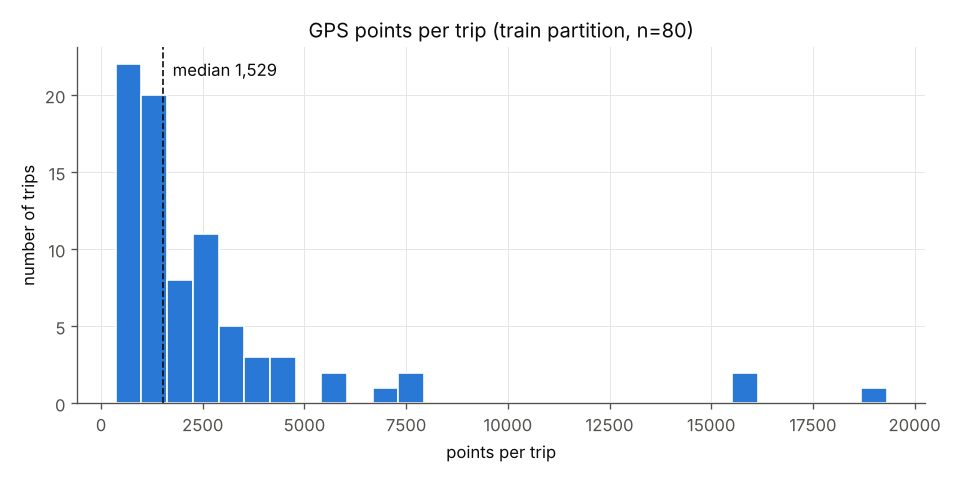 GPS points per trip (train partition, n=80)
median 1,529
number of trips
20
15
10
5
0
0 2500 5000 7500 10000 12500 15000 17500 20000
points per trip